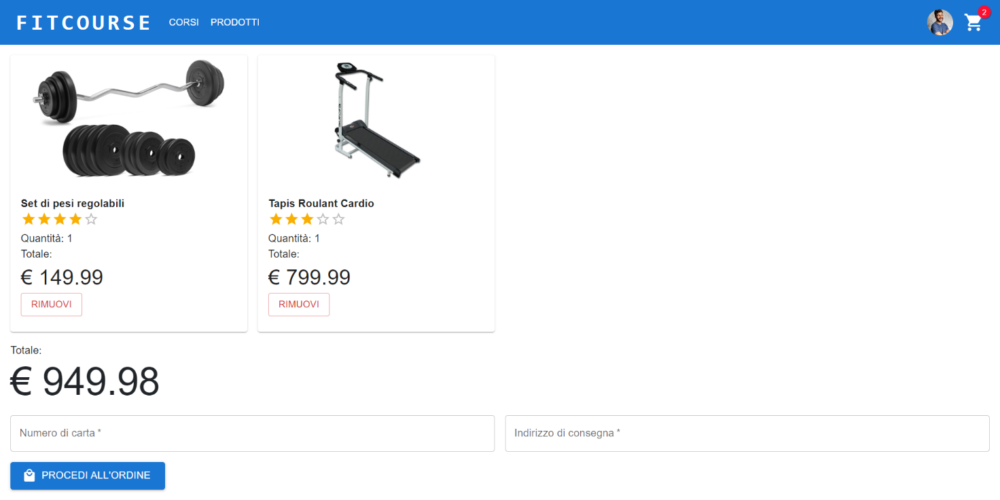 FITCOURSE CORSI PRODOTTI 2
Set di pesi regolabili
Quantità: 1
Totale:
€ 149.99
RIMUOVI
Tapis Roulant Cardio
Quantità: 1
Totale:
€ 799.99
RIMUOVI
Totale:
€ 949.98
Numero di carta *
Indirizzo di consegna *
PROCEDI ALL'ORDINE